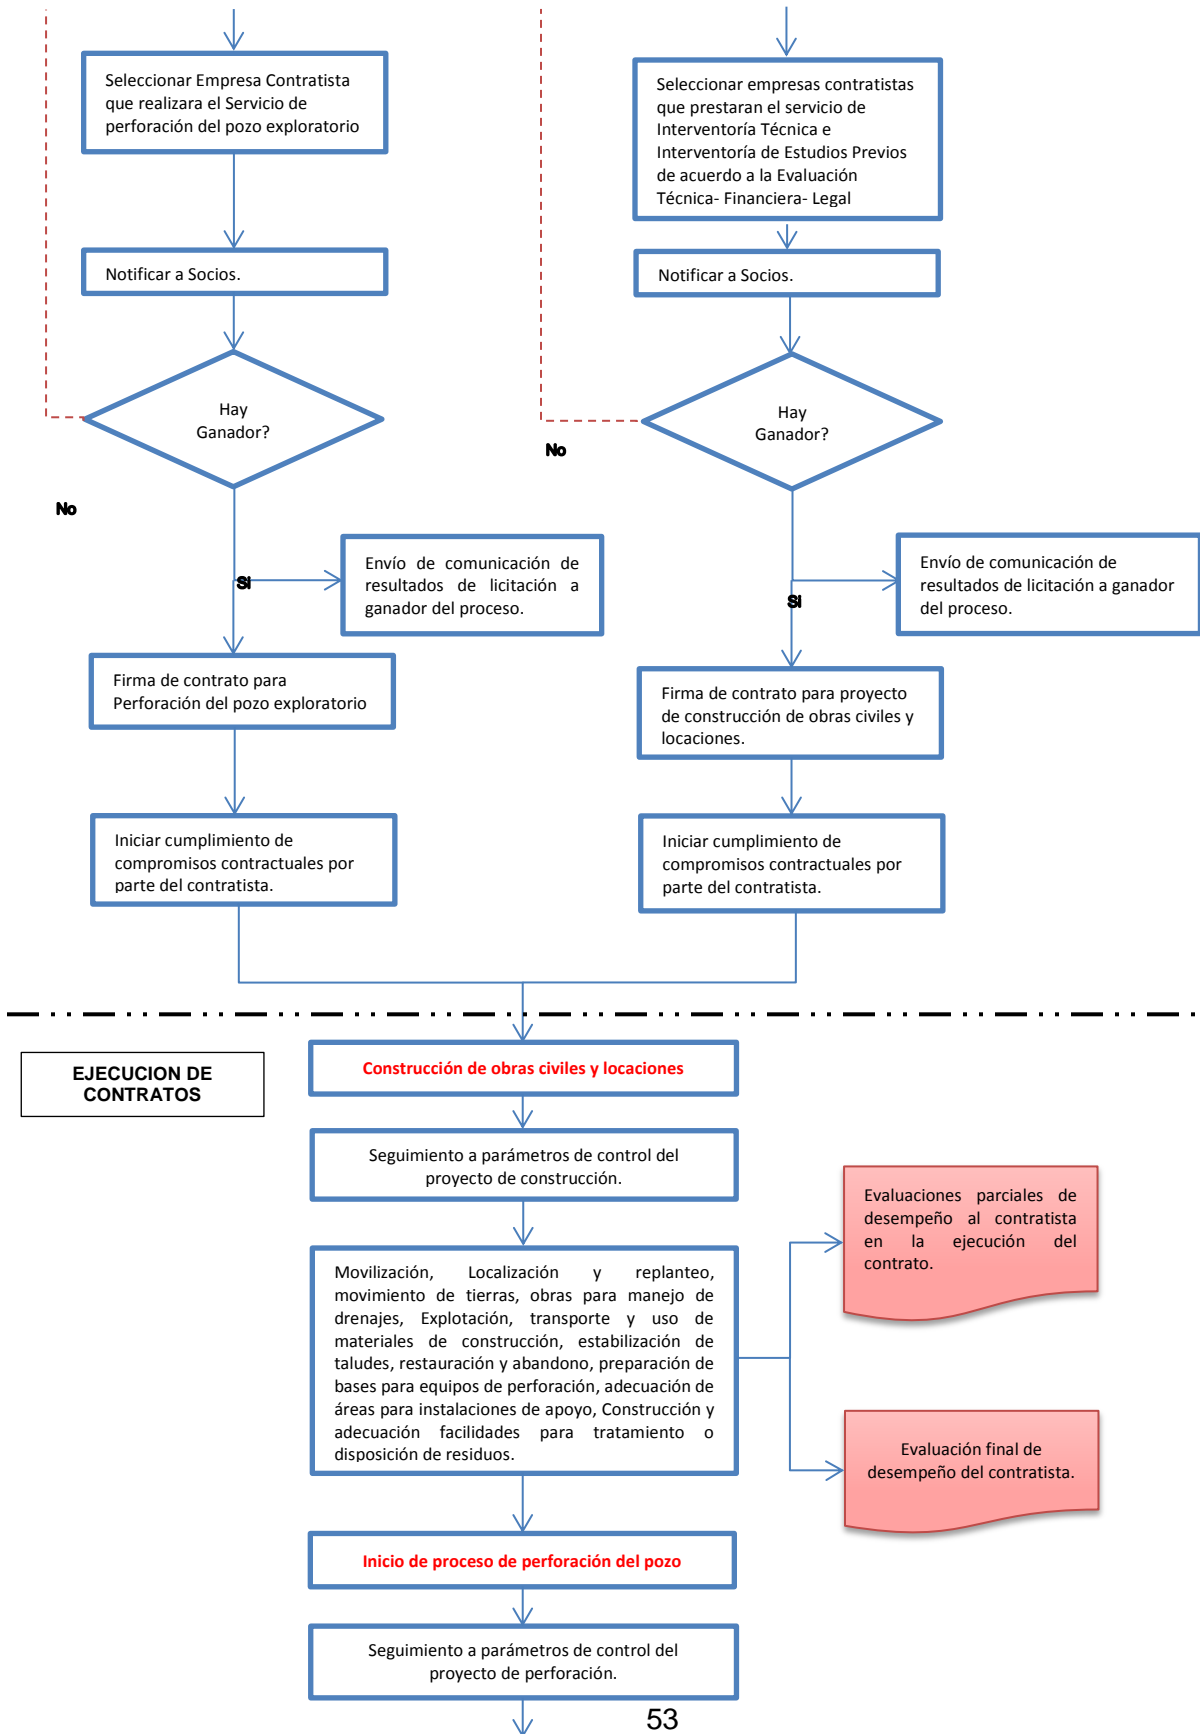 Seleccionar Empresa Contratista
que realizara el Servicio de
perforación del pozo exploratorio
Notificar a Socios.
Hay
Ganador?
No
Si
Envío de comunicación de
resultados de licitación a
ganador del proceso.
Firma de contrato para
Perforación del pozo exploratorio
Iniciar cumplimiento de
compromisos contractuales por
parte del contratista.
Seleccionar empresas contratistas
que prestaran el servicio de
Interventoría Técnica e
Interventoría de Estudios Previos
de acuerdo a la Evaluación
Técnica- Financiera- Legal
Notificar a Socios.
Hay
Ganador?
No
Si
Envío de comunicación de
resultados de licitación a ganador
del proceso.
Firma de contrato para proyecto
de construcción de obras civiles y
locaciones.
Iniciar cumplimiento de
compromisos contractuales por
parte del contratista.
EJECUCION DE
CONTRATOS
Construcción de obras civiles y locaciones
Seguimiento a parámetros de control del
proyecto de construcción.
Movilización, Localización y replanteo,
movimiento de tierras, obras para manejo de
drenajes, Explotación, transporte y uso de
materiales de construcción, estabilización de
taludes, restauración y abandono, preparación de
bases para equipos de perforación, adecuación de
áreas para instalaciones de apoyo, Construcción y
adecuación facilidades para tratamiento o
disposición de residuos.
Evaluaciones parciales de
desempeño al contratista
en la ejecución del
contrato.
Evaluación final de
desempeño del contratista.
Inicio de proceso de perforación del pozo
Seguimiento a parámetros de control del
proyecto de perforación.
53